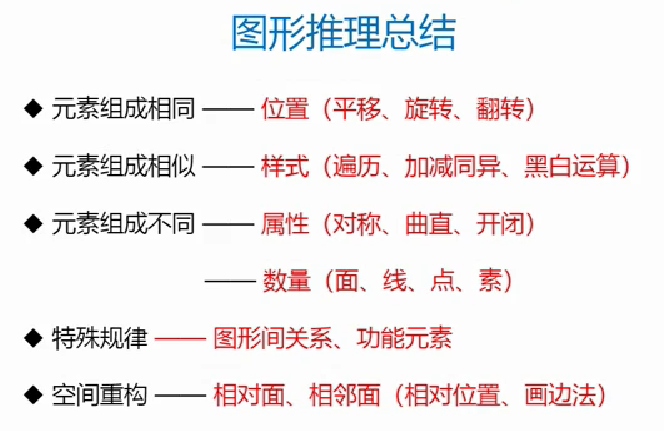 图形推理总结
◆ 元素组成相同 —— 位置（平移、旋转、翻转）
◆ 元素组成相似 —— 样式（遍历、加减同异、黑白运算）
◆ 元素组成不同 —— 属性（对称、曲直、开闭）
—— 数量（面、线、点、素）
◆ 特殊规律 —— 图形间关系、功能元素
◆ 空间重构 —— 相对面、相邻面（相对位置、画边法）